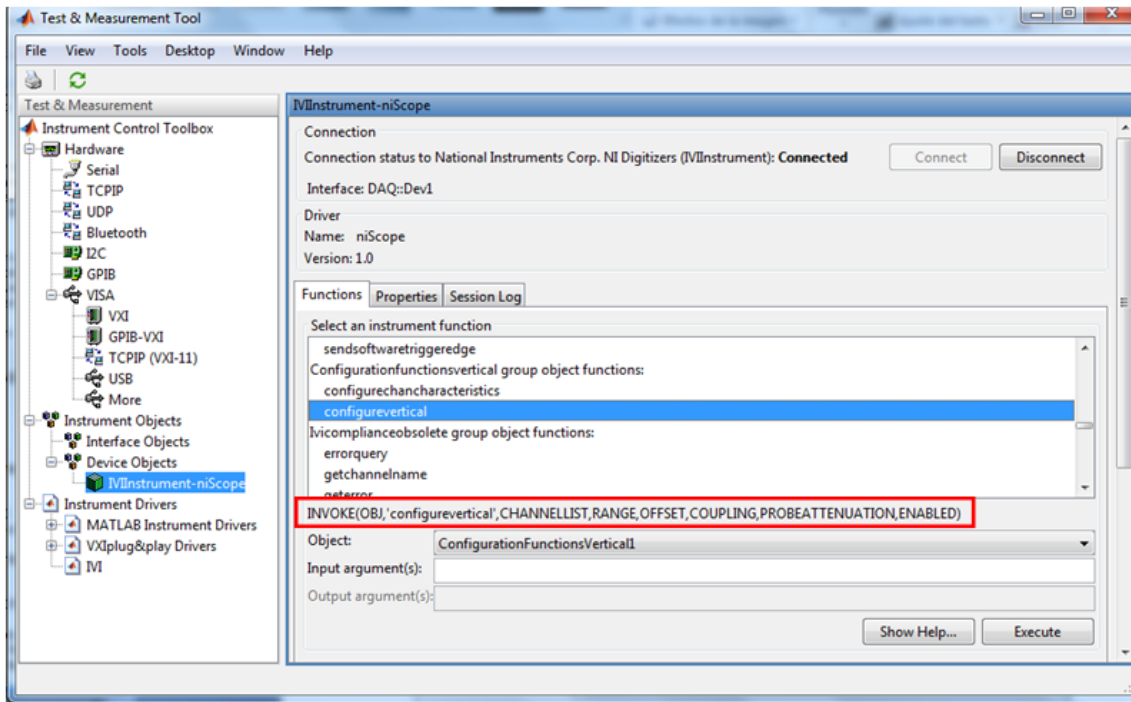 Test & Measurement Tool
File View Tools Desktop Window Help
Test & Measurement
Instrument Control Toolbox
Hardware
Serial
TCPIP
UDP
Bluetooth
I2C
GPIB
VISA
VXI
GPIB-VXI
TCPIP (VXI-11)
USB
More
Instrument Objects
Interface Objects
Device Objects
IVIInstrument-niScope
Instrument Drivers
MATLAB Instrument Drivers
VXIplug&play Drivers
IVI
IVIInstrument-niScope
Connection
Connection status to National Instruments Corp. NI Digitizers (IVIInstrument): Connected
Connect
Disconnect
Interface: DAQ::Dev1
Driver
Name: niScope
Version: 1.0
Functions Properties Session Log
Select an instrument function
sendsoftwaretriggeredge
Configurationfunctionsvertical group object functions:
configurechancharacteristics
configurevertical
Ivicomplianceobsolete group object functions:
errorquery
getchannelname
geterror
INVOKE(OBJ,'configurevertical',CHANNELLIST,RANGE,OFFSET,COUPLING,PROBEATTENUATION,ENABLED)
Object: ConfigurationFunctionsVertical1
Input argument(s):
Output argument(s):
Show Help... Execute